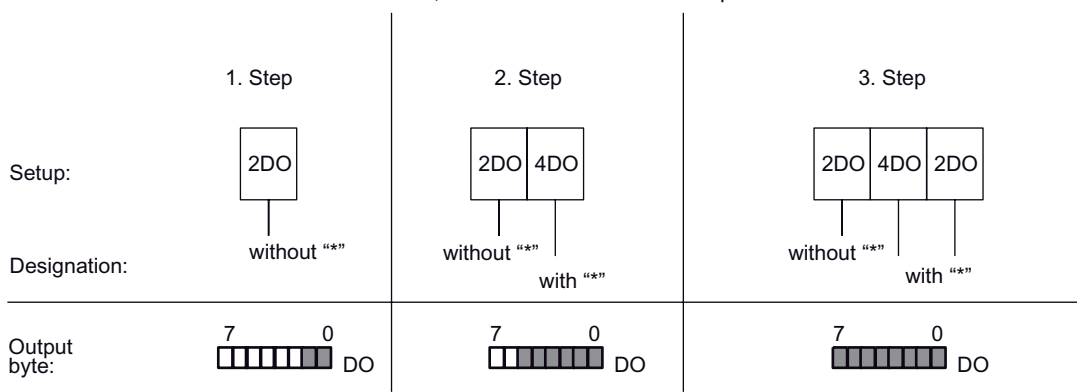 1. Step
2. Step
3. Step
Setup:
2DO
2DO 4DO
2DO 4DO 2DO
Designation:
without “*”
without “*”
with “*”
without “*”
with “*”
Output
byte:
7 0
DO
7 0
DO
7 0
DO